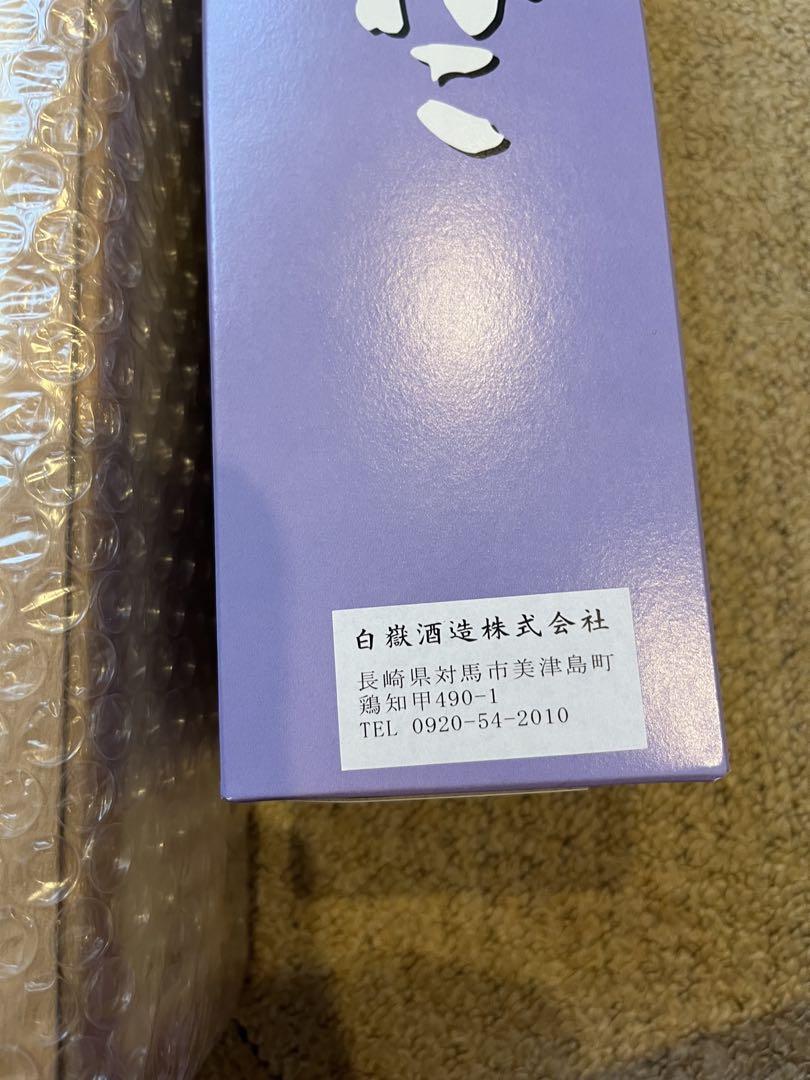 こ
白嶽酒造株式会社
長崎県対馬市美津島町
鶏知甲490-1
TEL 0920-54-2010